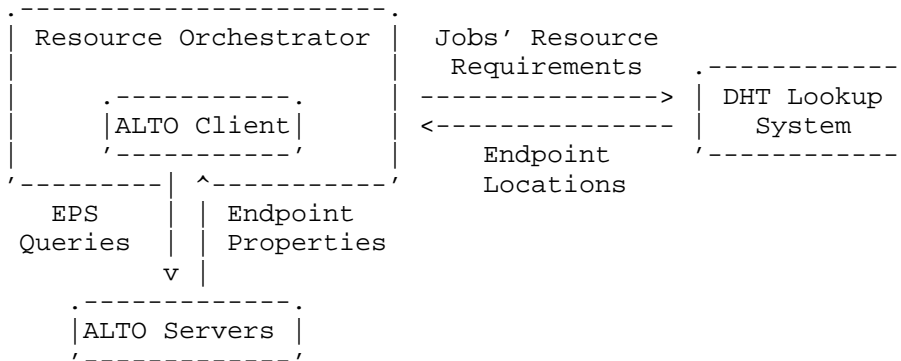 Resource Orchestrator
Jobs' Resource
Requirements
ALTO Client
DHT Lookup
System
Endpoint
Locations
EPS
Queries
Endpoint
Properties
ALTO Servers